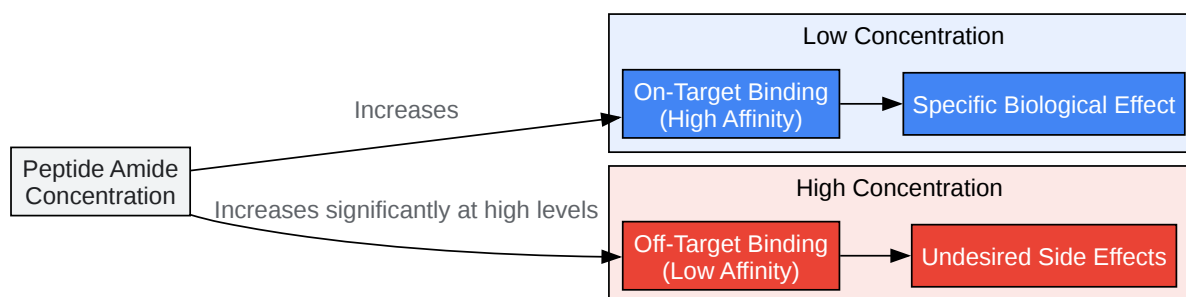 Low Concentration
On-Target Binding
(High Affinity)
Specific Biological Effect
Increases
Peptide Amide
Concentration
Increases significantly at high levels
High Concentration
Off-Target Binding
(Low Affinity)
Undesired Side Effects